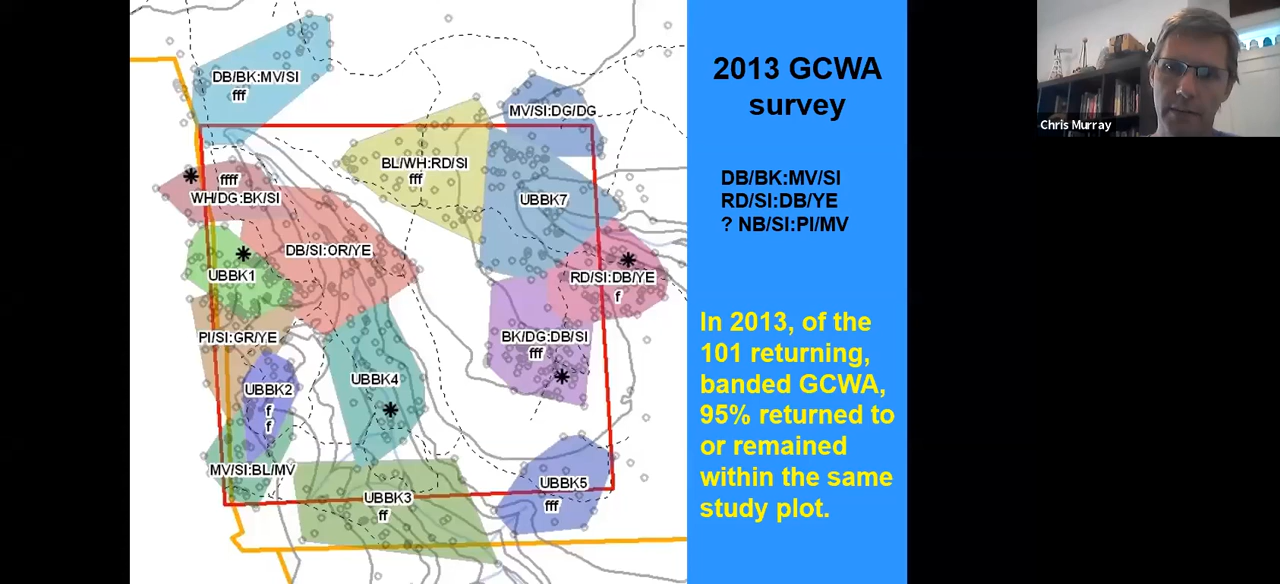 DB/BK:MV/SI
fff
MV/SI:DG/DG
BL/WH:RD/SI
fff
ffff
WH/DG:BK/SI
UBBK7
DB/SI:OR/YE
UBBK1
RD/SI:DB/YE
f
PI/SI:GR/YE
BK/DG:DB/SI
fff
UBBK4
UBBK2
f
f
MV/SI:BL/MV
UBBK5
fff
UBBK3
ff
2013 GCWA
survey
DB/BK:MV/SI
RD/SI:DB/YE
? NB/SI:PI/MV
In 2013, of the
101 returning,
banded GCWA,
95% returned to
or remained
within the same
study plot.
Chris Murray